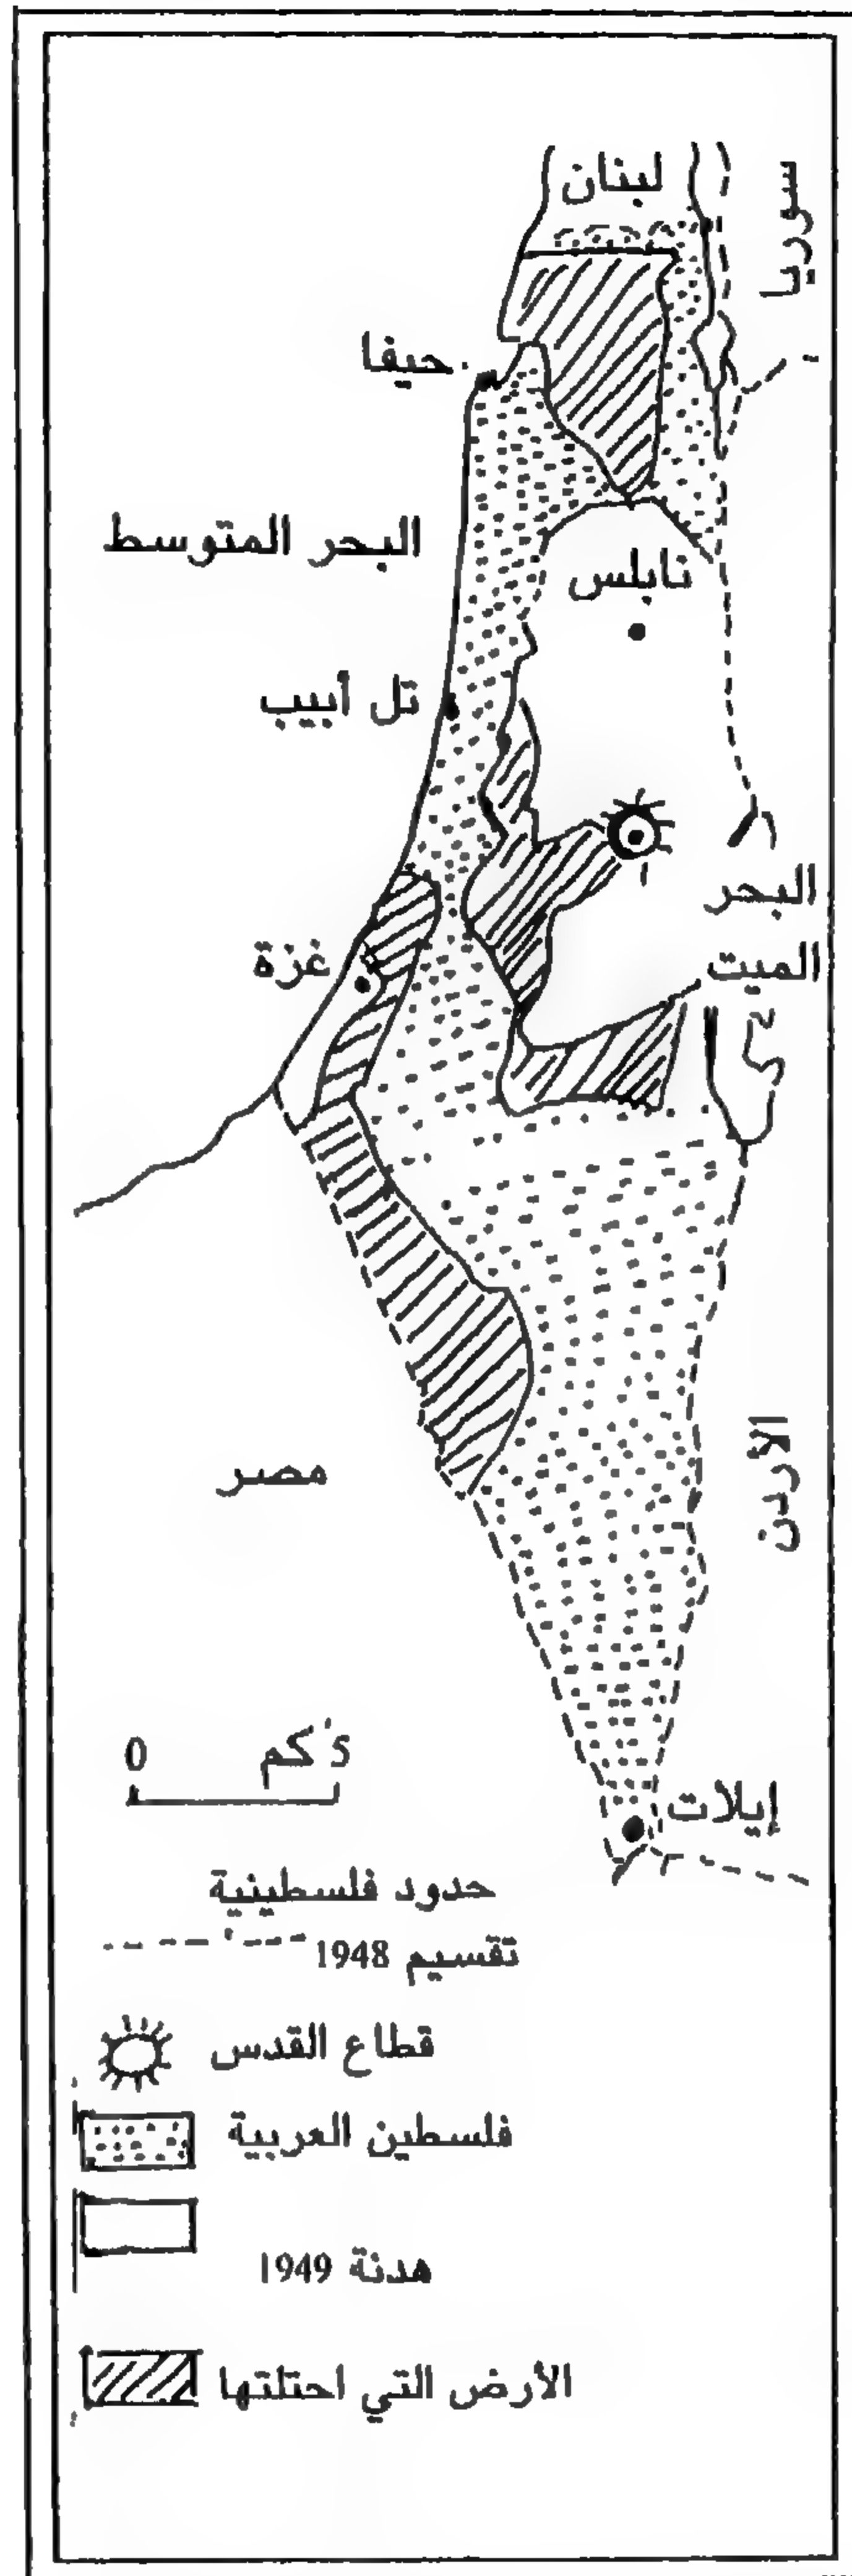 لبنان
سوريا
حيفا
البحر المتوسط
نابلس
تل أبيب
البحر
الميت
غزة
مصر
الأردن
0 5 كم
إيلات
حدود فلسطينية
تقسيم 1948
قطاع القدس
فلسطين العربية
هدنة 1949
الأرض التي احتلتها